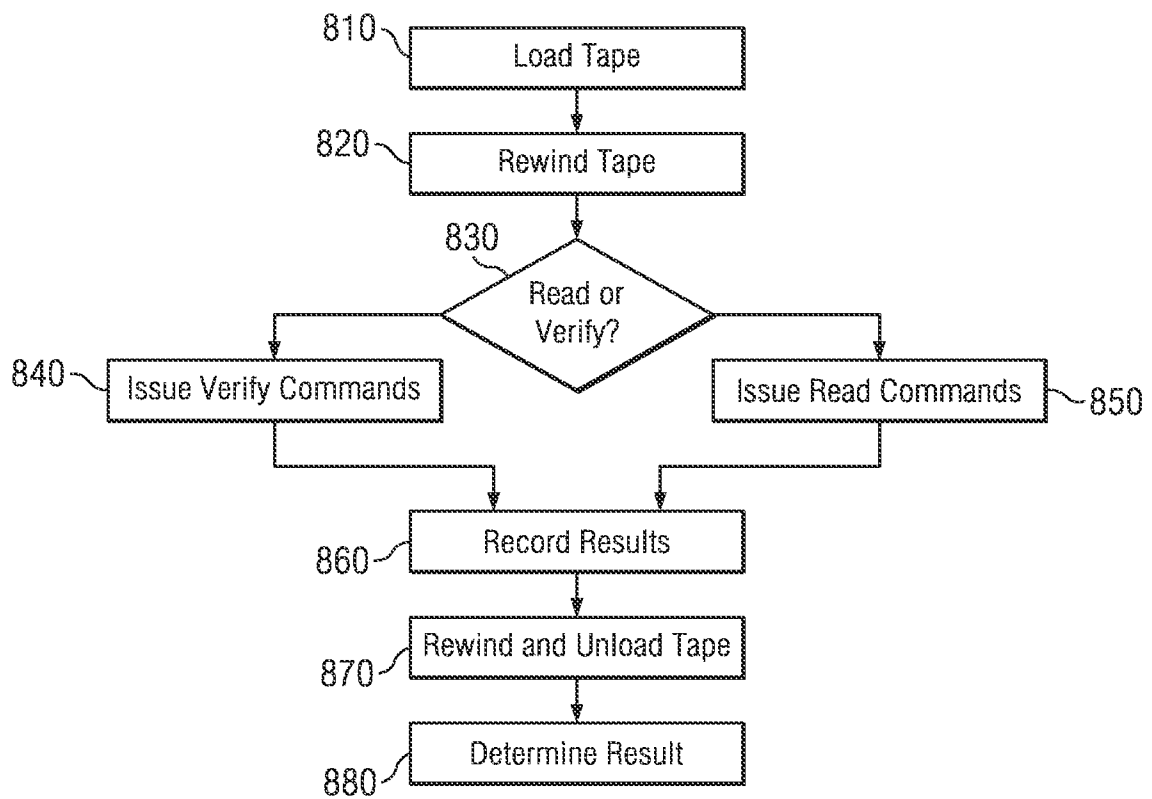 810
Load Tape
820
Rewind Tape
830
Read or
Verify?
840
Issue Verify Commands
Issue Read Commands
850
Record Results
860
Rewind and Unload Tape
870
Determine Result
880